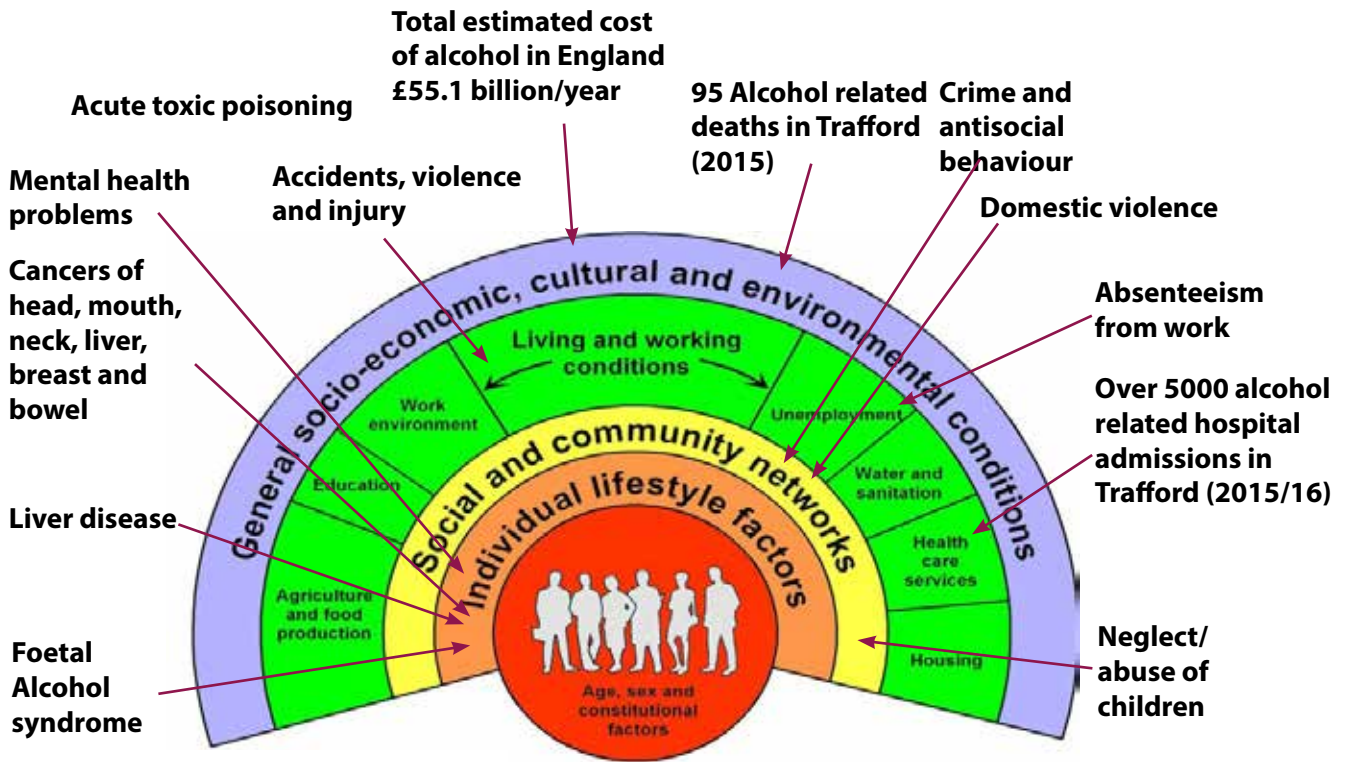 Total estimated cost
of alcohol in England
£55.1 billion/year
Acute toxic poisoning
95 Alcohol related
deaths in Trafford
(2015)
Crime and
antisocial
behaviour
Mental health
problems
Accidents, violence
and injury
Domestic violence
Cancers of
head, mouth,
neck, liver,
breast and
bowel
Absenteeism
from work
Over 5000 alcohol
related hospital
admissions in
Trafford (2015/16)
Liver disease
Foetal
Alcohol
syndrome
Neglect/
abuse of
children
General socio-economic, cultural and environmental conditions
Living and working
conditions
Work
environment
Education
Agriculture
and food
production
Unemployment
Water and
sanitation
Health
care
services
Housing
Social and community networks
Individual lifestyle factors
Age, sex and
constitutional
factors